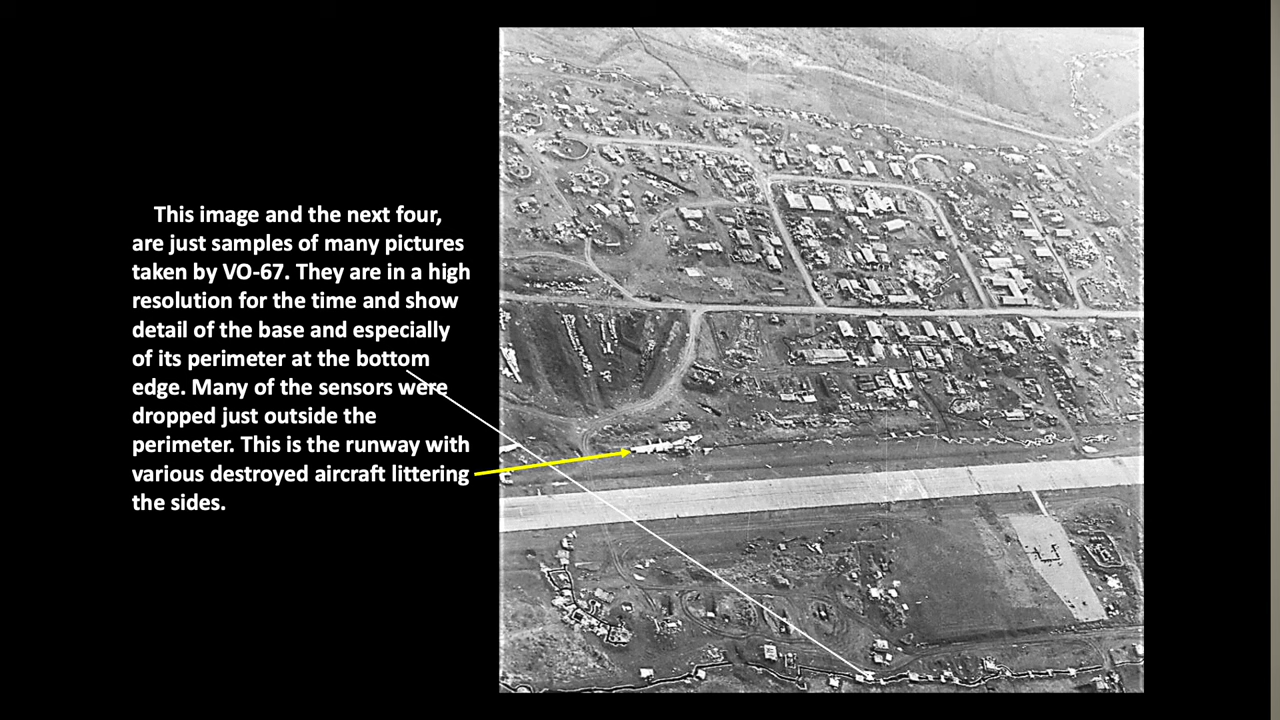 This image and the next four,
are just samples of many pictures
taken by VO-67. They are in a high
resolution for the time and show
detail of the base and especially
of its perimeter at the bottom
edge. Many of the sensors were
dropped just outside the
perimeter. This is the runway with
various destroyed aircraft littering
the sides.